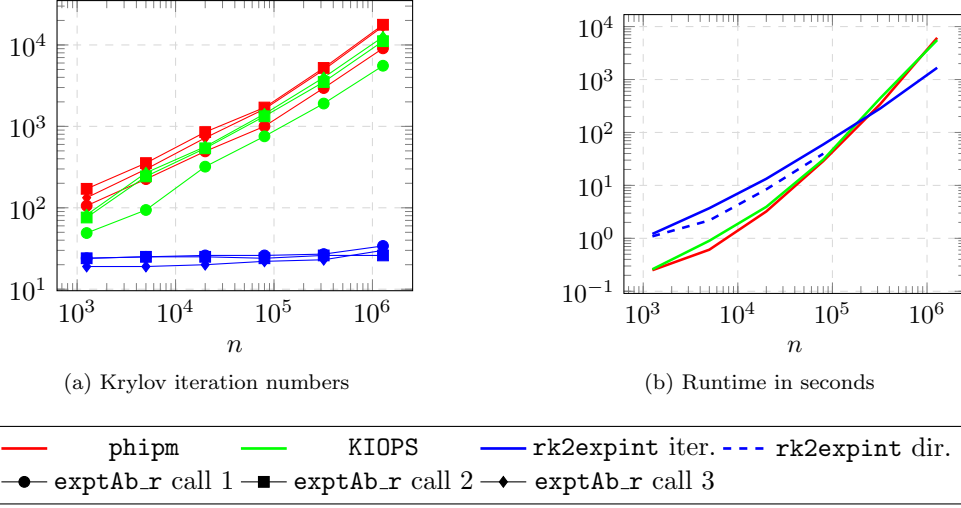 10^4
10^3
10^2
10^1
10^3 10^4 10^5 10^6
n
(a) Krylov iteration numbers
10^4
10^3
10^2
10^1
10^0
10^−1
10^3 10^4 10^5 10^6
n
(b) Runtime in seconds
phipm KIOPS rk2expint iter. rk2expint dir.
exptAb_r call 1 exptAb_r call 2 exptAb_r call 3